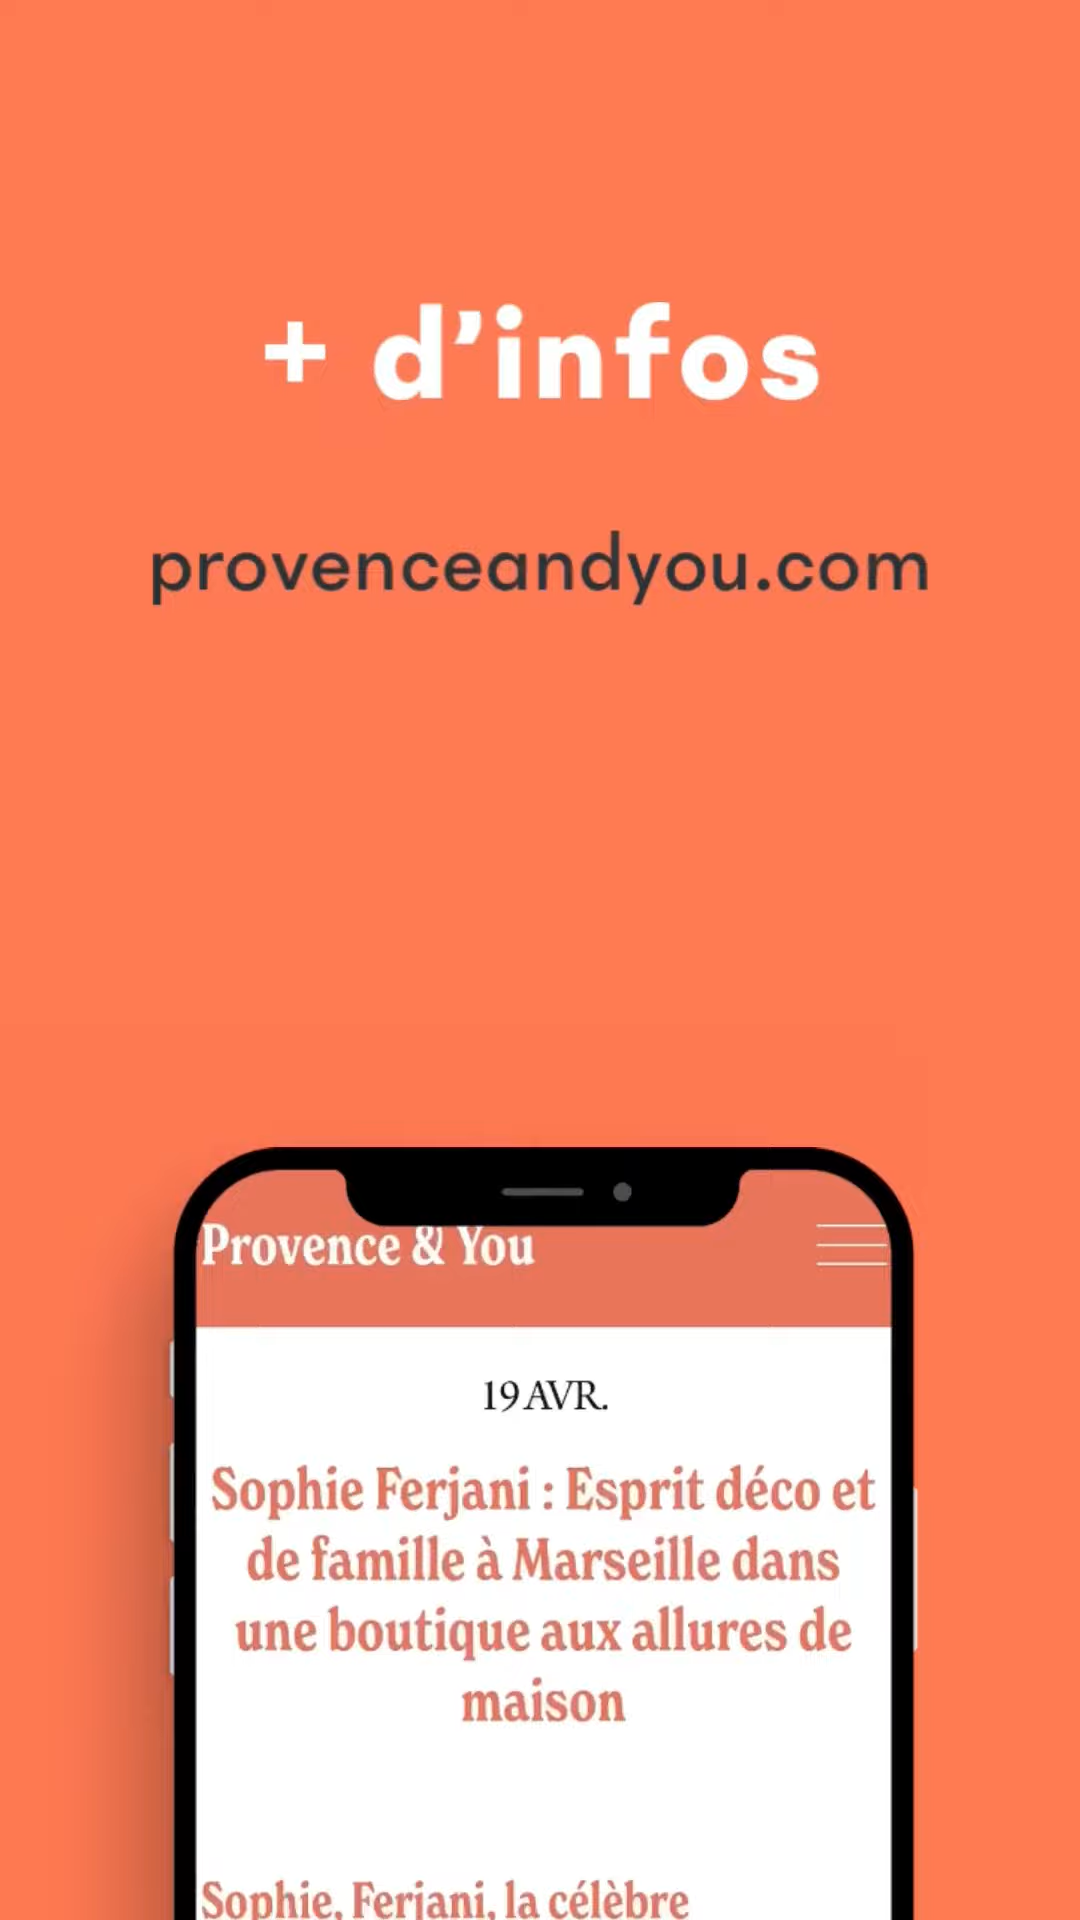 + d’infos
provenceandyou.com
Provence & You
19 AVR.
Sophie Ferjani : Esprit déco et
de famille à Marseille dans
une boutique aux allures de
maison
Sophie, Ferjani, la célèbre